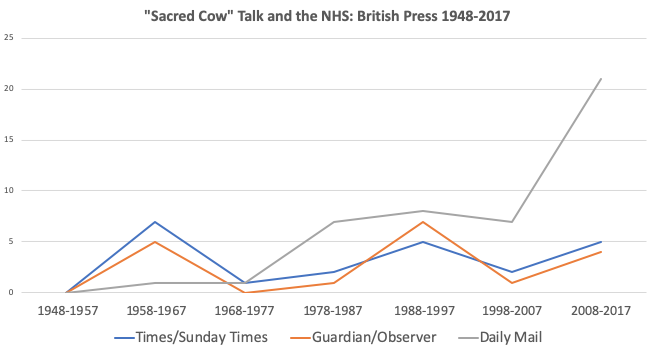 "Sacred Cow" Talk and the NHS: British Press 1948-2017
25
20
15
10
5
0
1948-1957 1958-1967 1968-1977 1978-1987 1988-1997 1998-2007 2008-2017
Times/Sunday Times Guardian/Observer Daily Mail